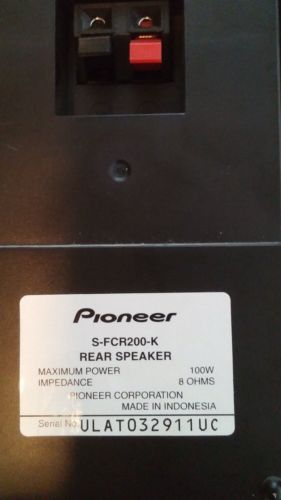 Pioneer
S-FCR200-K
REAR SPEAKER
MAXIMUM POWER 100W
IMPEDANCE 8 OHMS
PIONEER CORPORATION
MADE IN INDONESIA
Serial No. ULAT032911UC